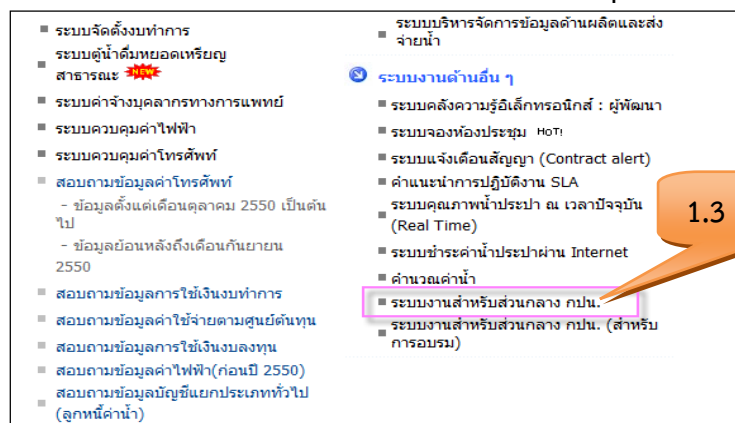 ระบบจัดตั้งงบทำการ
ระบบตู้น้ำดื่มหยอดเหรียญ
สาธารณะ NEW
ระบบค่าจ้างบุคลากรทางการแพทย์
ระบบควบคุมค่าไฟฟ้า
ระบบควบคุมค่าโทรศัพท์
สอบถามข้อมูลค่าโทรศัพท์
- ข้อมูลตั้งแต่เดือนตุลาคม 2550 เป็นต้น
ไป
- ข้อมูลย้อนหลังถึงเดือนกันยายน
2550
สอบถามข้อมูลการใช้เงินงบทำการ
สอบถามข้อมูลค่าใช้จ่ายตามศูนย์ต้นทุน
สอบถามข้อมูลการใช้เงินงบลงทุน
สอบถามข้อมูลค่าไฟฟ้า(ก่อนปี 2550)
สอบถามข้อมูลบัญชีแยกประเภททั่วไป
(ลูกหนี้ค่าน้ำ)
ระบบบริหารจัดการข้อมูลด้านผลิตและส่ง
จ่ายน้ำ
ระบบงานด้านอื่น ๆ
ระบบคลังความรู้อิเล็กทรอนิกส์ : ผู้พัฒนา
ระบบจองห้องประชุม HoT!
ระบบแจ้งเตือนสัญญา (Contract alert)
คำแนะนำการปฏิบัติงาน SLA
ระบบคุณภาพน้ำประปา ณ เวลาปัจจุบัน
(Real Time)
ระบบชำระค่าน้ำประปาผ่าน Internet
คำนวณค่าน้ำ
ระบบงานสำหรับส่วนกลาง กปน.
ระบบงานสำหรับส่วนกลาง กปน. (สำหรับ
การอบรม)
1.3